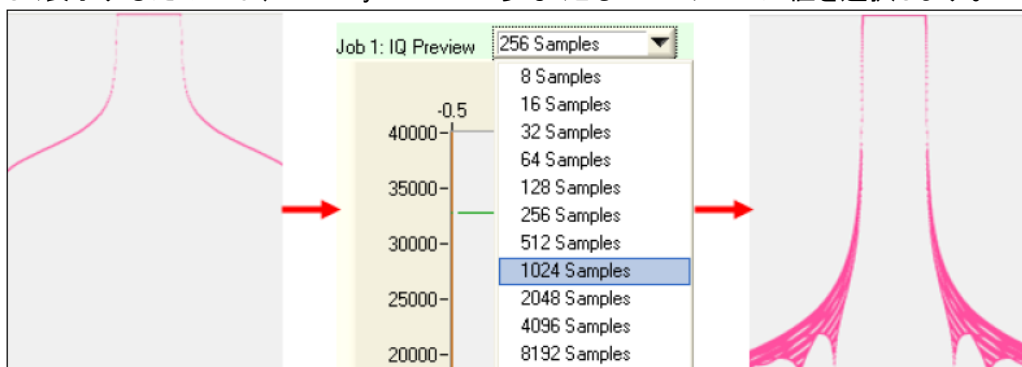 Job 1: IQ Preview 256 Samples
8 Samples
-0.5 16 Samples
40000 32 Samples
64 Samples
35000 128 Samples
256 Samples
30000 512 Samples
1024 Samples
25000 2048 Samples
4096 Samples
20000 8192 Samples